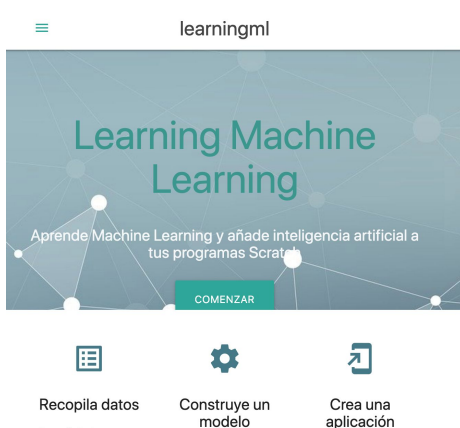 learningml
Learning Machine
Learning
Aprende Machine Learning y añade inteligencia artificial a
tus programas Scratch
COMENZAR
Recopila datos
Construye un
modelo
Crea una
aplicación